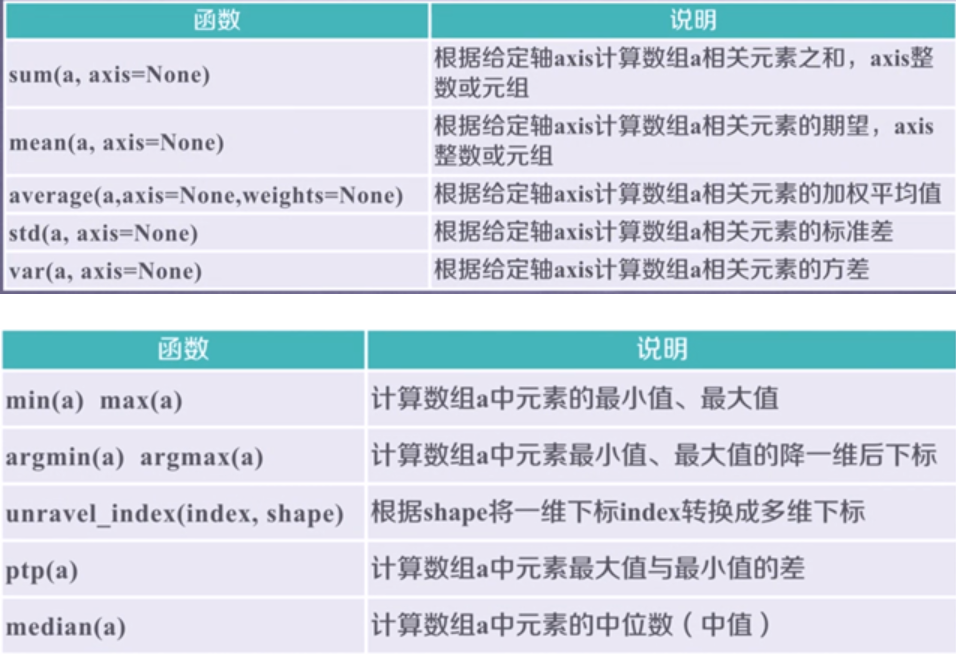 函数 说明
sum(a, axis=None) 根据给定轴axis计算数组a相关元素之和，axis整
数或元组
mean(a, axis=None) 根据给定轴axis计算数组a相关元素的期望，axis
整数或元组
average(a,axis=None,weights=None) 根据给定轴axis计算数组a相关元素的加权平均值
std(a, axis=None) 根据给定轴axis计算数组a相关元素的标准差
var(a, axis=None) 根据给定轴axis计算数组a相关元素的方差
函数 说明
min(a) max(a) 计算数组a中元素的最小值、最大值
argmin(a) argmax(a) 计算数组a中元素最小值、最大值的降一维后下标
unravel_index(index, shape) 根据shape将一维下标index转换成多维下标
ptp(a) 计算数组a中元素最大值与最小值的差
median(a) 计算数组a中元素的中位数（中值）